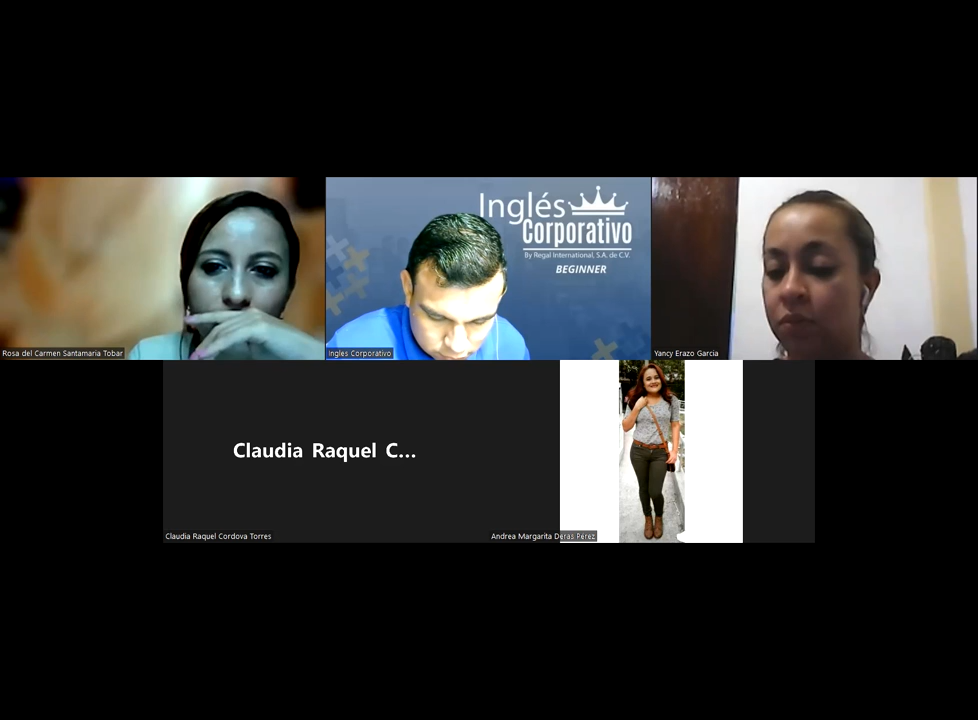 Inglés
Corporativo
By Regal International, S.A. de C.V.
BEGINNER
Rosa del Carmen Santamaria Tobar
Ingles Corporativo
Yancy Erazo Garcia
Claudia Raquel C...
Claudia Raquel Cordova Torres
Andrea Margarita Deras Pérez